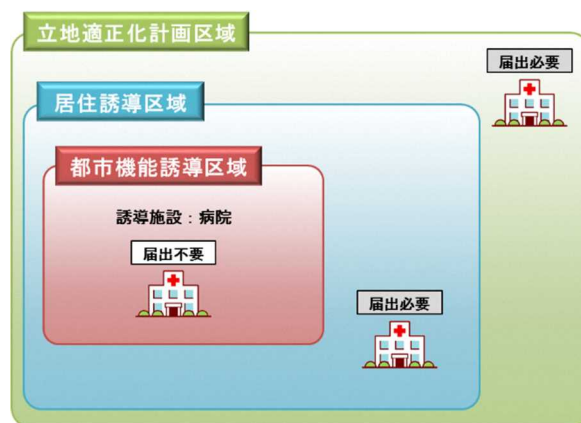 立地適正化計画区域
届出必要
居住誘導区域
都市機能誘導区域
誘導施設：病院
届出不要
届出必要